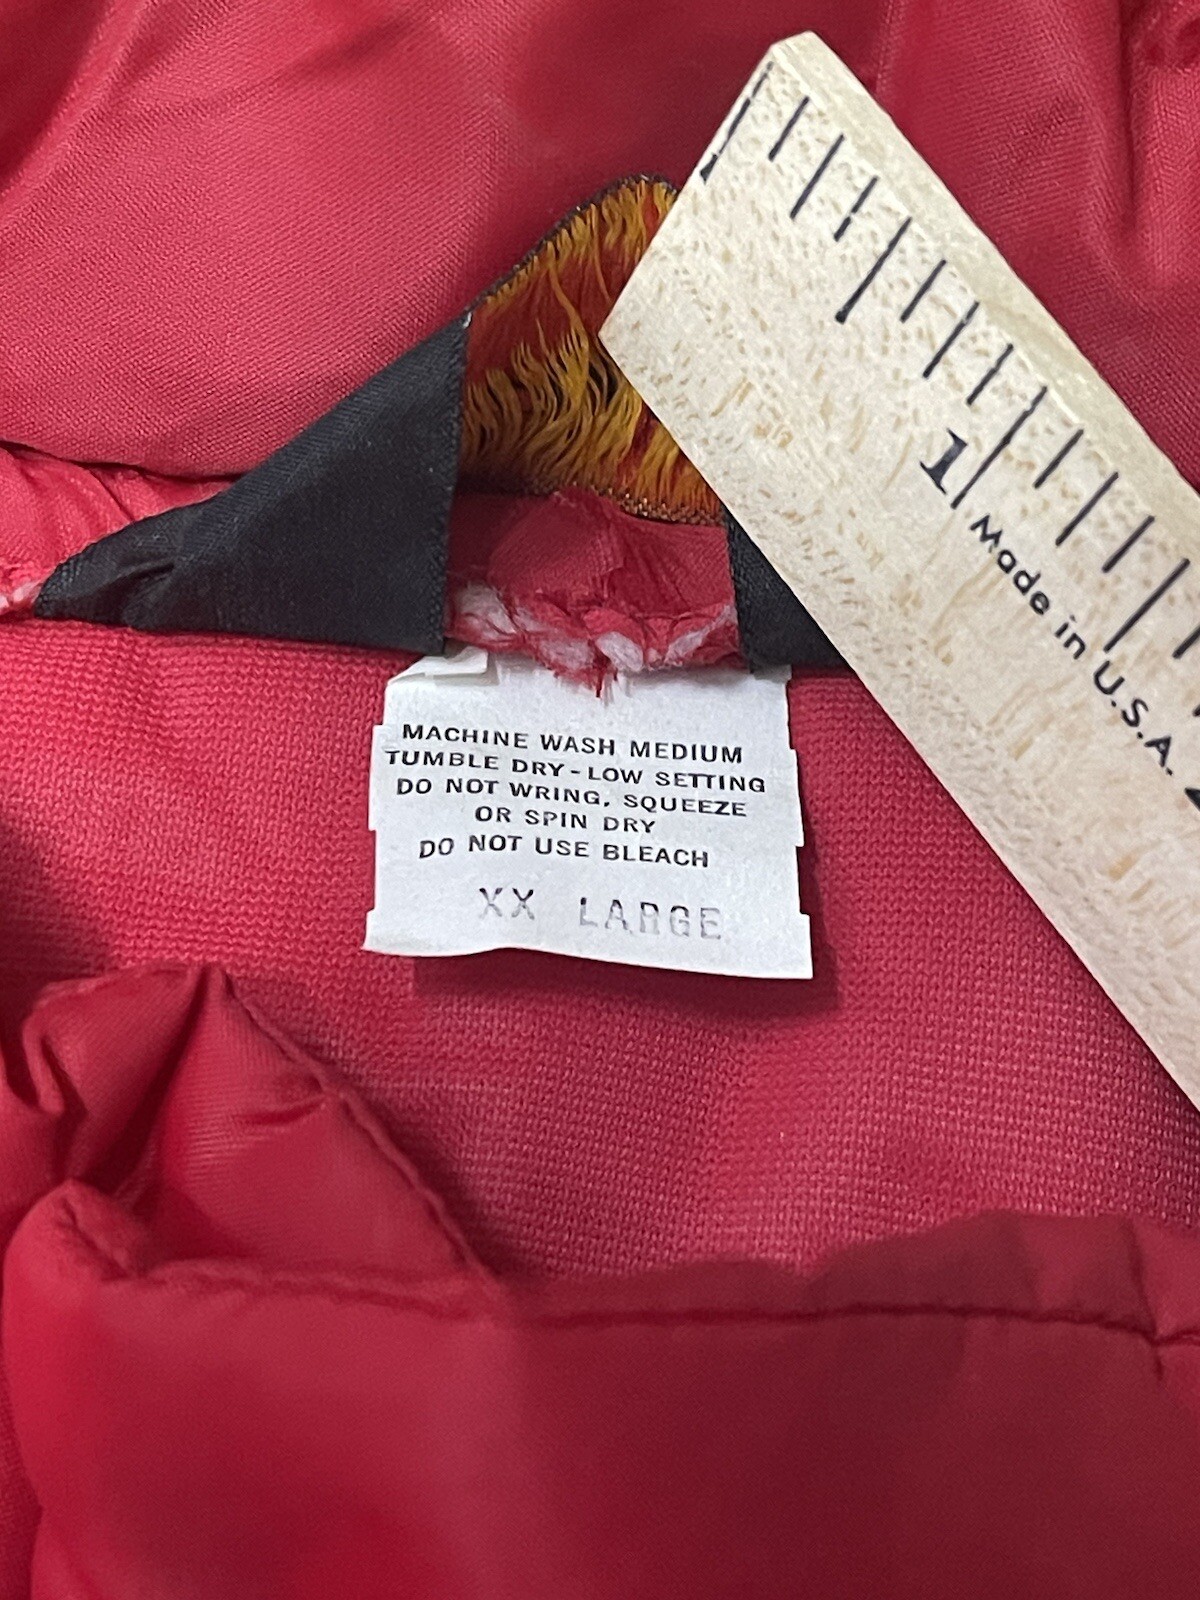 1
Made in U.S.A.
MACHINE WASH MEDIUM
TUMBLE DRY-LOW SETTING
DO NOT WRING, SQUEEZE
OR SPIN DRY
DO NOT USE BLEACH
XX LARGE